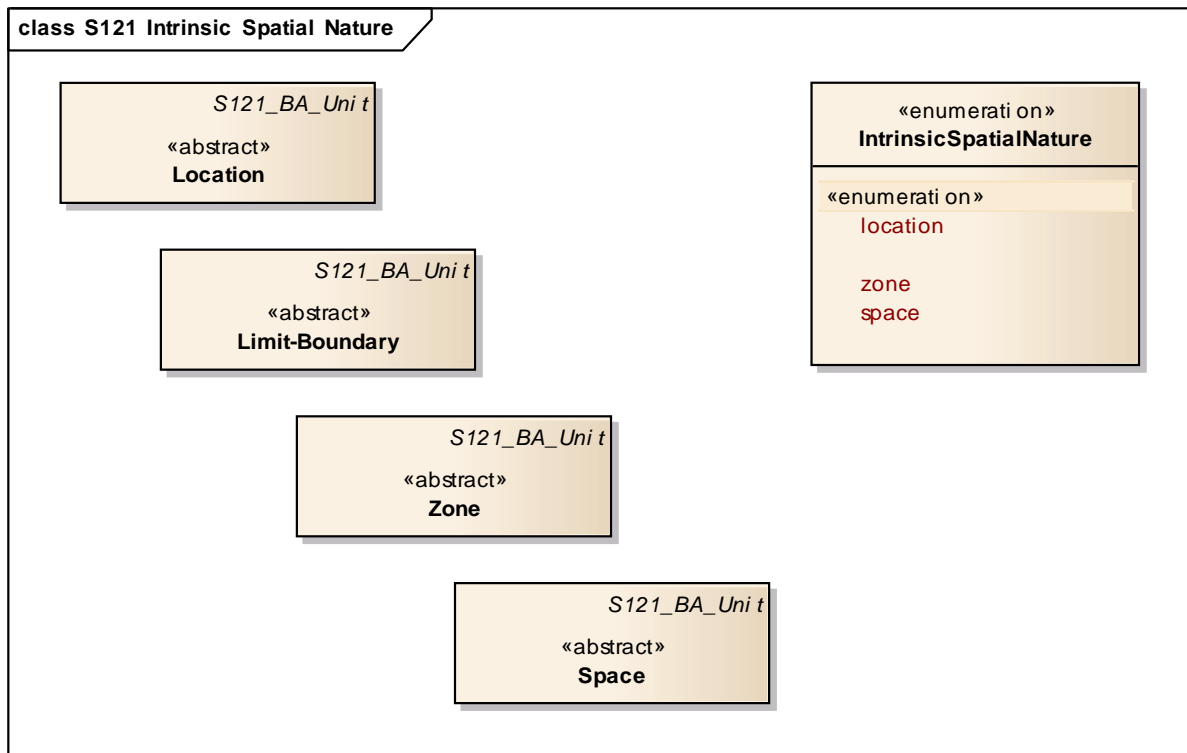 class S121 Intrinsic Spatial Nature
S121_BA_Unit
«abstract»
Location
S121_BA_Unit
«abstract»
Limit-Boundary
S121_BA_Unit
«abstract»
Zone
S121_BA_Unit
«abstract»
Space
«enumeration»
IntrinsicSpatialNature
«enumeration»
location
zone
space